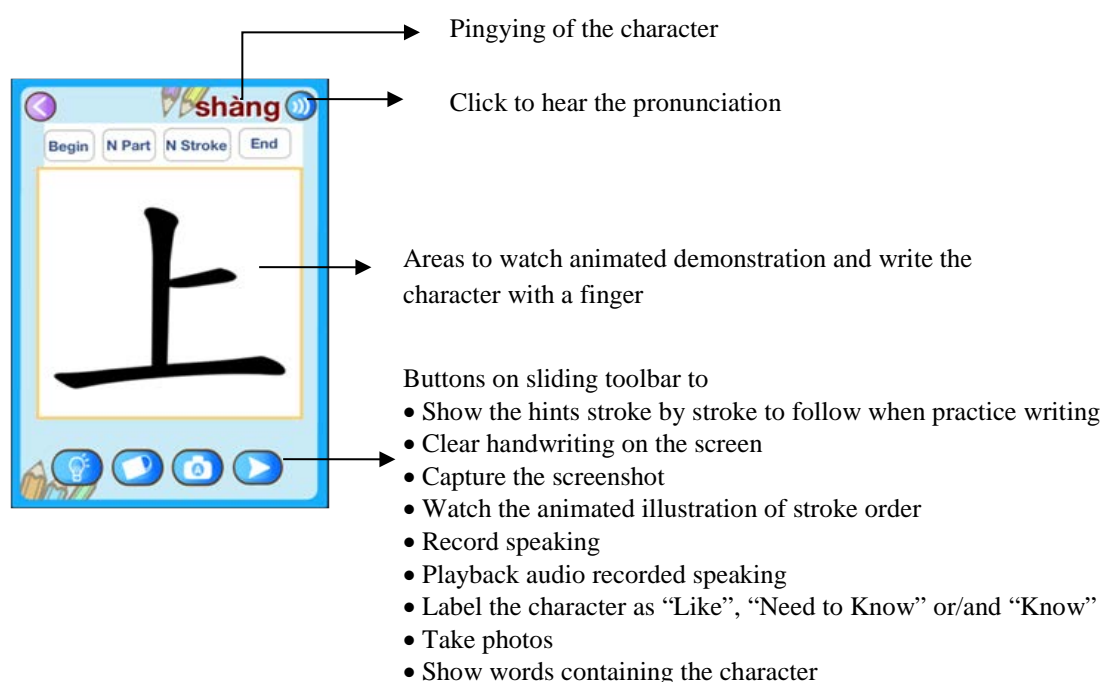 Pingying of the character
Click to hear the pronunciation
shàng
Begin N Part N Stroke End
上
Areas to watch animated demonstration and write the
character with a finger
Buttons on sliding toolbar to
• Show the hints stroke by stroke to follow when practice writing
• Clear handwriting on the screen
• Capture the screenshot
• Watch the animated illustration of stroke order
• Record speaking
• Playback audio recorded speaking
• Label the character as “Like”, “Need to Know” or/and “Know”
• Take photos
• Show words containing the character